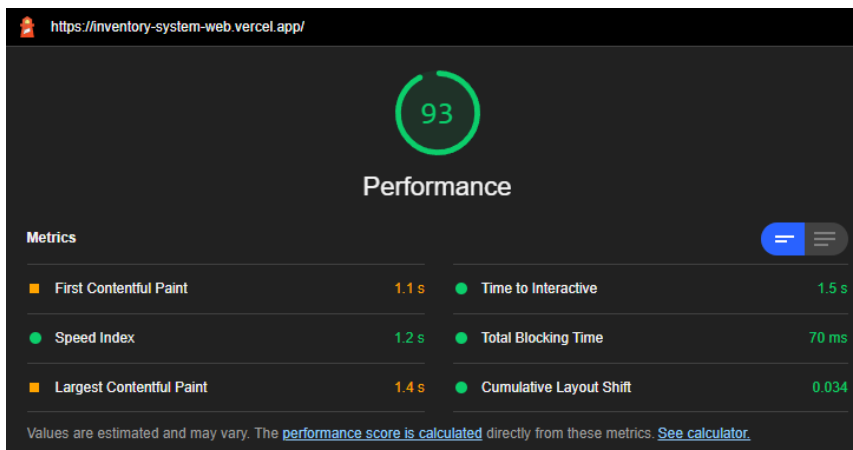 https://inventory-system-web.vercel.app/
93
Performance
Metrics
First Contentful Paint 1.1 s
Time to Interactive 1.5 s
Speed Index 1.2 s
Total Blocking Time 70 ms
Largest Contentful Paint 1.4 s
Cumulative Layout Shift 0.034
Values are estimated and may vary. The performance score is calculated directly from these metrics. See calculator.